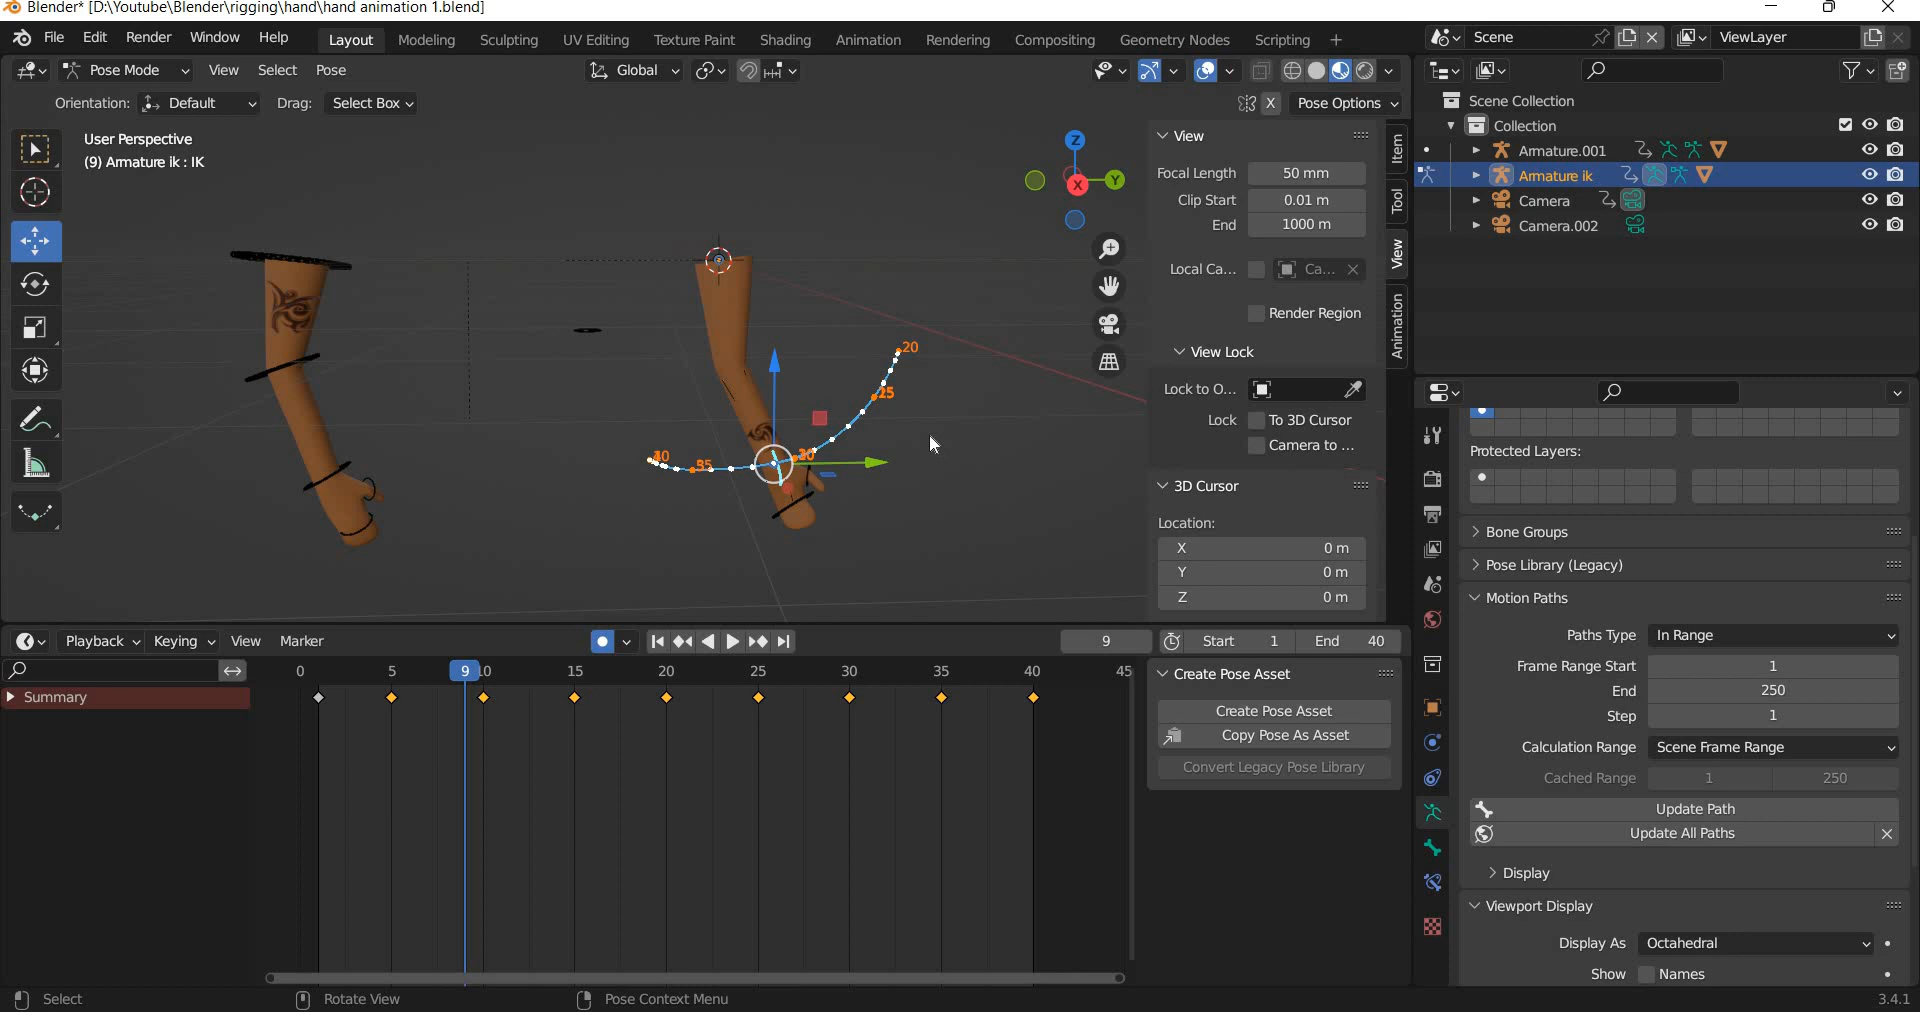 Blender* [D:\Youtube\Blender\rigging\hand\hand animation 1.blend]
File Edit Render Window Help Layout Modeling Sculpting UV Editing Texture Paint Shading Animation Rendering Compositing Geometry Nodes Scripting + Scene ViewLayer
Pose Mode View Select Pose Global
Orientation: Default Drag: Select Box X Pose Options
User Perspective
(9) Armature ik : IK
Z
Y
X
20
25
30
35
40
View
Focal Length 50 mm
Clip Start 0.01 m
End 1000 m
Local Ca... Ca...
Render Region
View Lock
Lock to O...
Lock To 3D Cursor
Camera to ...
3D Cursor
Location:
X 0 m
Y 0 m
Z 0 m
Item
Tool
View
Animation
Scene Collection
Collection
Armature.001
Armature ik
Camera
Camera.002
Protected Layers:
Bone Groups
Pose Library (Legacy)
Motion Paths
Paths Type In Range
Frame Range Start 1
End 250
Step 1
Calculation Range Scene Frame Range
Cached Range 1 250
Update Path
Update All Paths
Display
Viewport Display
Display As Octahedral
Show Names
Playback Keying View Marker 9 Start 1 End 40
0 5 9 10 15 20 25 30 35 40 45
Summary
Create Pose Asset
Create Pose Asset
Copy Pose As Asset
Convert Legacy Pose Library
Select Rotate View Pose Context Menu 3.4.1